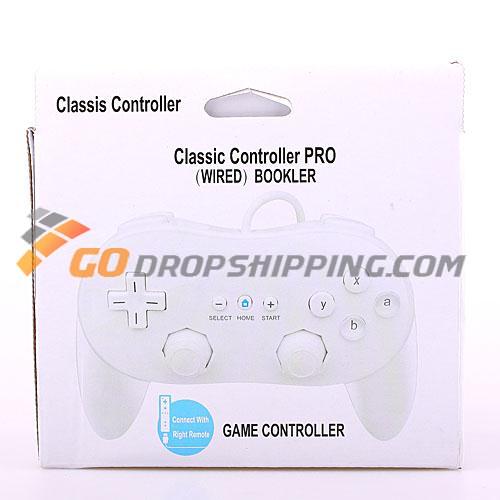 Classis Controller
Classic Controller PRO
(WIRED) BOOKLER
GODROPSHIPPING.COM
x
y
a
b
SELECT HOME START
Connect With
Right Remote
GAME CONTROLLER